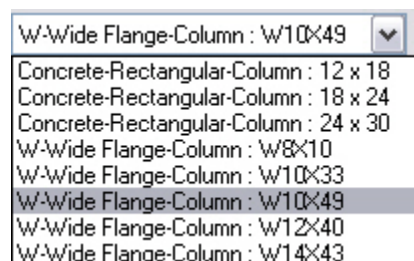 W-Wide Flange-Column : W10X49
Concrete-Rectangular-Column : 12 x 18
Concrete-Rectangular-Column : 18 x 24
Concrete-Rectangular-Column : 24 x 30
W-Wide Flange-Column : W8X10
W-Wide Flange-Column : W10X33
W-Wide Flange-Column : W10X49
W-Wide Flange-Column : W12X40
W-Wide Flange-Column : W14X43